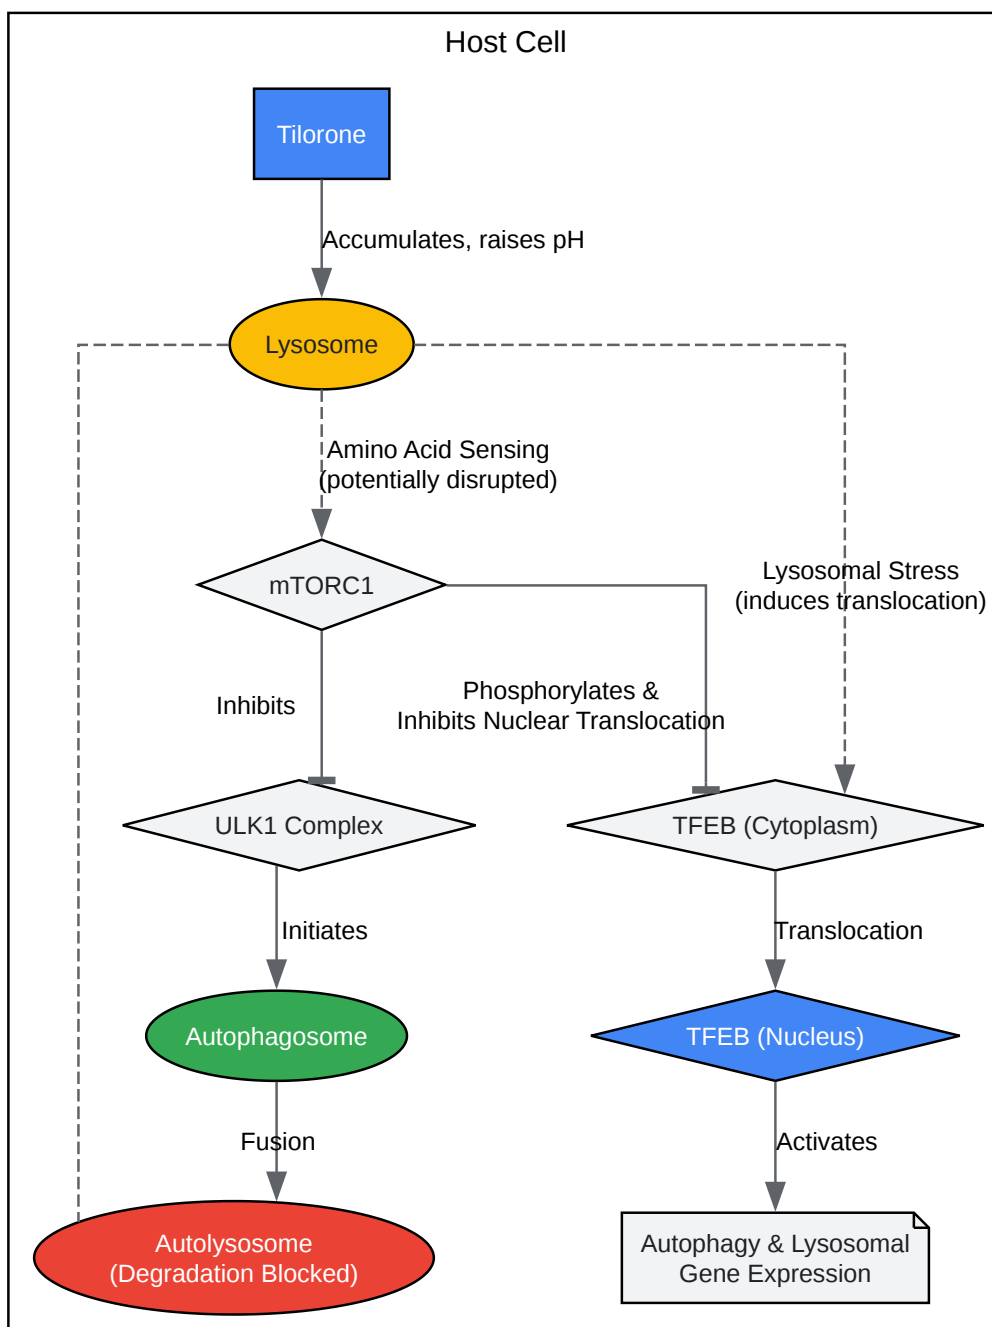 Host Cell
Tilorone
Accumulates, raises pH
Lysosome
Amino Acid Sensing
(potentially disrupted)
mTORC1
Lysosomal Stress
(induces translocation)
Inhibits
Phosphorylates &
Inhibits Nuclear Translocation
ULK1 Complex
TFEB (Cytoplasm)
Initiates
Translocation
Autophagosome
TFEB (Nucleus)
Fusion
Activates
Autolysosome
(Degradation Blocked)
Autophagy & Lysosomal
Gene Expression